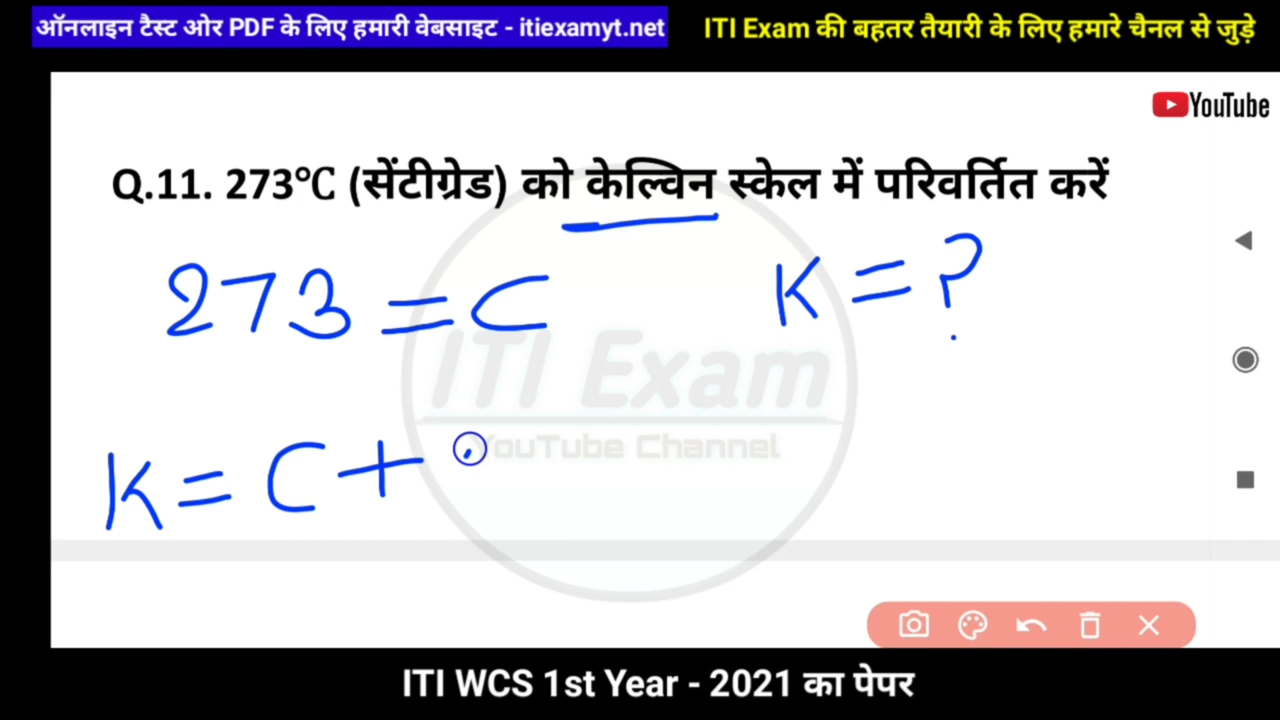 ऑनलाइन टैस्ट ओर PDF के लिए हमारी वेबसाइट - itiexamyt.net
ITI Exam की बहतर तैयारी के लिए हमारे चैनल से जुड़े
YouTube
Q.11. 273℃ (सेंटीग्रेड) को केल्विन स्केल में परिवर्तित करें
273 = C
K = ?
ITI Exam
YouTube Channel
K = C +
ITI WCS 1st Year - 2021 का पेपर